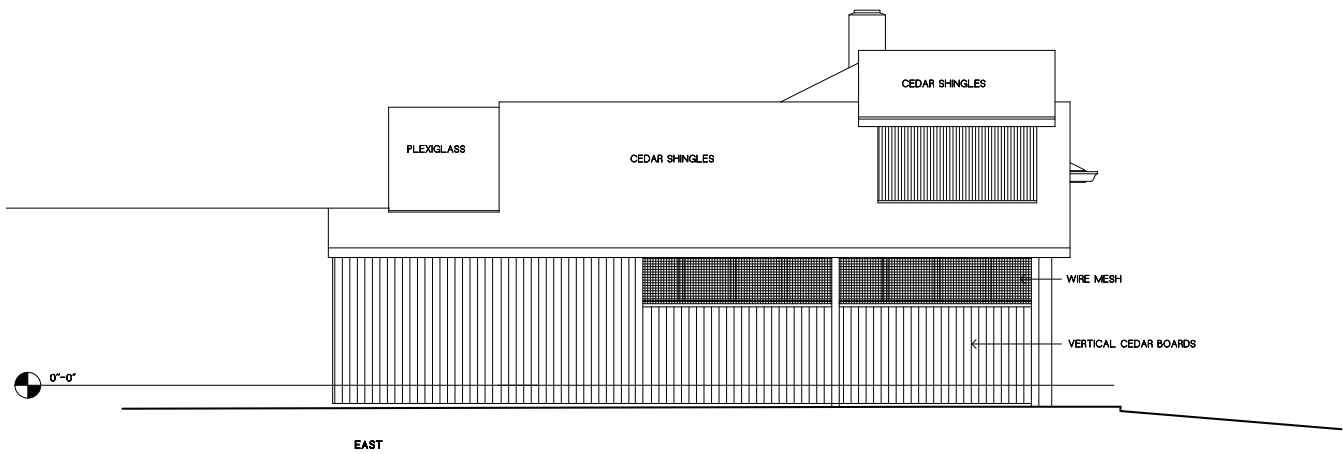 CEDAR SHINGLES
PLEXIGLASS
CEDAR SHINGLES
WIRE MESH
VERTICAL CEDAR BOARDS
0"-0"
EAST